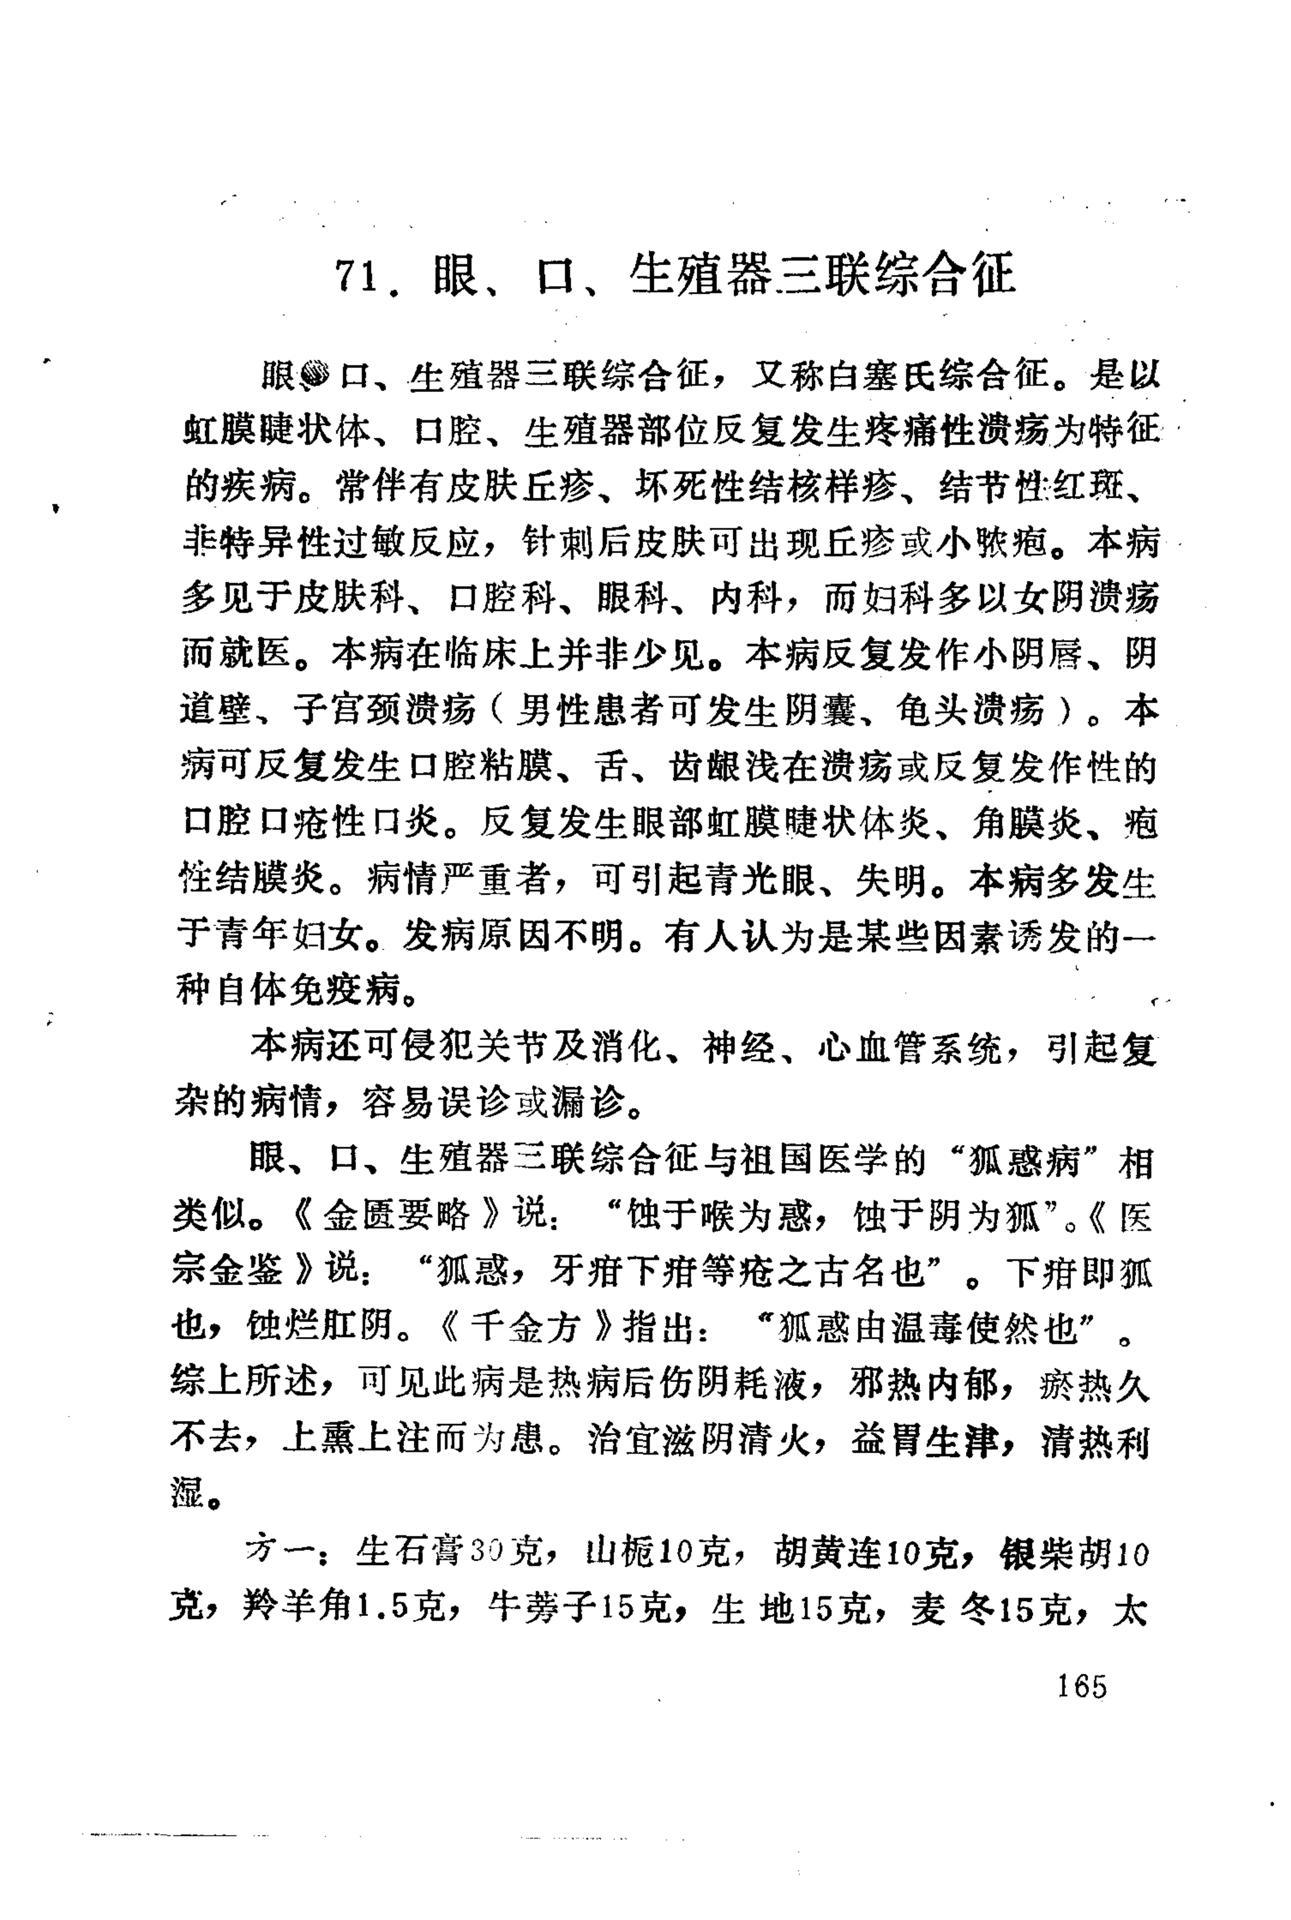 71．眼、口、生殖器三联综合征
眼、口、生殖器三联综合征，又称白塞氏综合征。是以
虹膜睫状体、口腔、生殖器部位反复发生疼痛性溃疡为特征
的疾病。常伴有皮肤丘疹、坏死性结核样疹、结节性红斑、
非特异性过敏反应，针刺后皮肤可出现丘疹或小脓疱。本病
多见于皮肤科、口腔科、眼科、内科，而妇科多以女阴溃疡
而就医。本病在临床上并非少见。本病反复发作小阴唇、阴
道壁、子宫颈溃疡（男性患者可发生阴囊、龟头溃疡）。本
病可反复发生口腔粘膜、舌、齿龈浅在溃疡或反复发作性的
口腔口疮性口炎。反复发生眼部虹膜睫状体炎、角膜炎、疱
性结膜炎。病情严重者，可引起青光眼、失明。本病多发生
于青年妇女。发病原因不明。有人认为是某些因素诱发的一
种自体免疫病。
本病还可侵犯关节及消化、神经、心血管系统，引起复
杂的病情，容易误诊或漏诊。
眼、口、生殖器三联综合征与祖国医学的“狐惑病”相
类似。《金匮要略》说：“蚀于喉为惑，蚀于阴为狐”。《医
宗金鉴》说：“狐惑，牙疳下疳等疮之古名也”。下疳即狐
也，蚀烂肛阴。《千金方》指出：“狐惑由温毒使然也”。
综上所述，可见此病是热病后伤阴耗液，邪热内郁，瘀热久
不去，上熏上注而为患。治宜滋阴清火，益胃生津，清热利
湿。
方一：生石膏30克，山栀10克，胡黄连10克，银柴胡10
克，羚羊角1.5克，牛蒡子15克，生地15克，麦冬15克，太
165